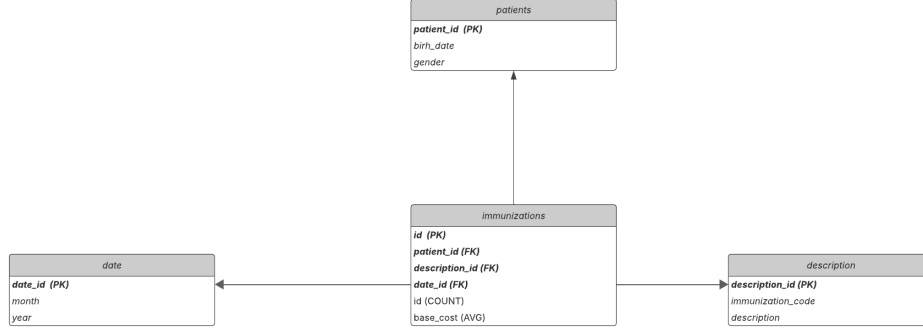 patients
patient_id (PK)
birh_date
gender
immunizations
id (PK)
patient_id (FK)
description_id (FK)
date_id (FK)
id (COUNT)
base_cost (AVG)
date
date_id (PK)
month
year
description
description_id (PK)
immunization_code
description